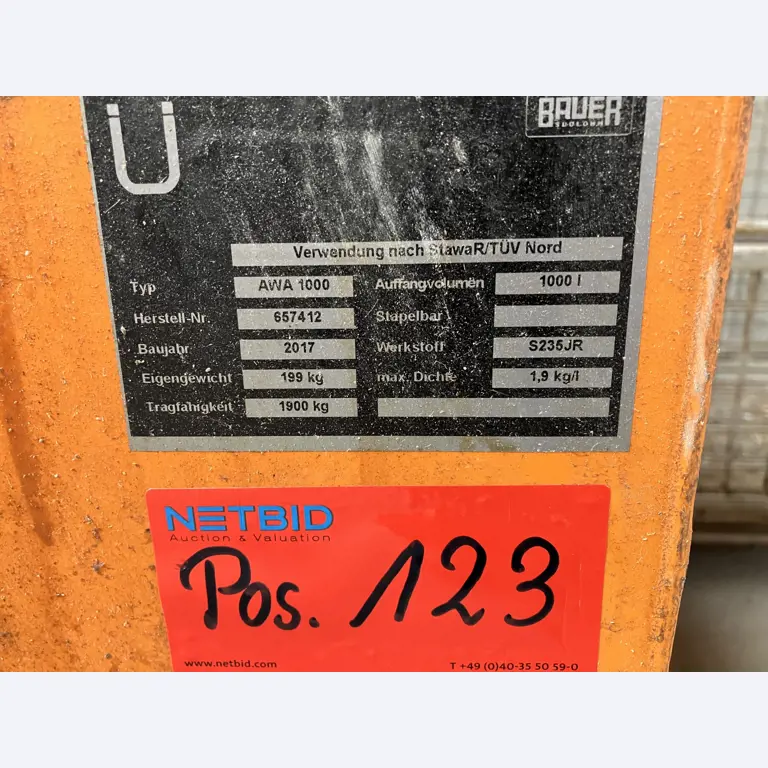 Ü
BAUER
SÜDLOHN
Verwendung nach StawaR/TÜV Nord
Typ AWA 1000 Auffangvolumen 1000 l
Herstell-Nr. 657412 Stapelbar
Baujahr 2017 Werkstoff S235JR
Eigengewicht 199 kg max. Dichte 1,9 kg/l
Tragfähigkeit 1900 kg
NETBID
Auction & Valuation
Pos. 123
www.netbid.com T +49 (0)40-35 50 59-0